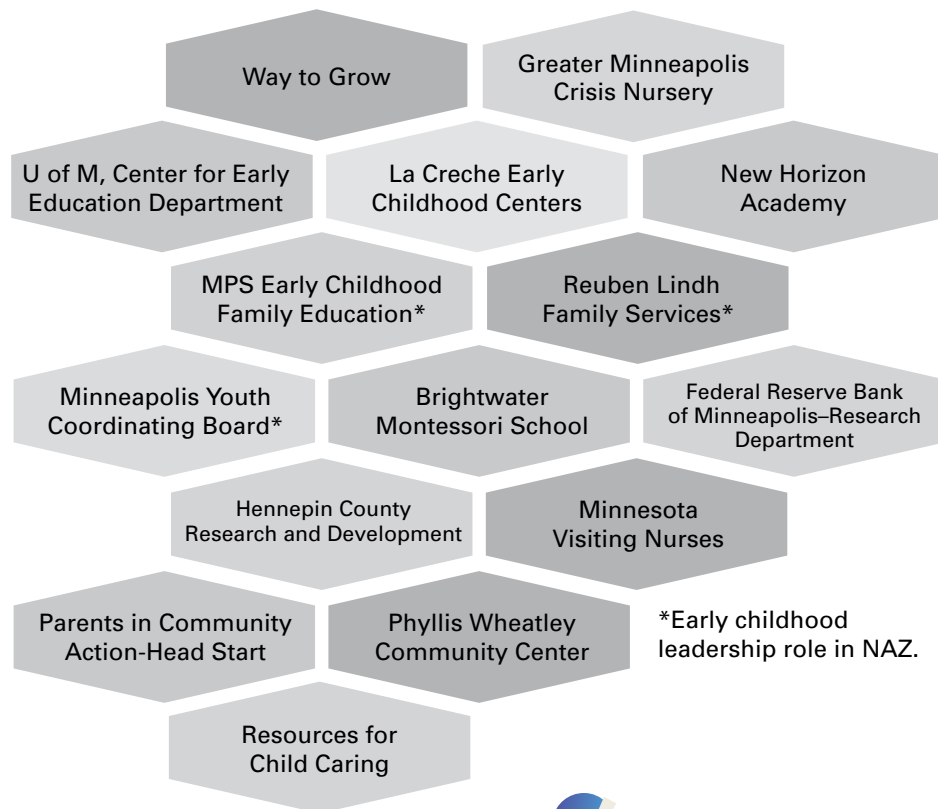 Way to Grow
Greater Minneapolis
Crisis Nursery
U of M, Center for Early
Education Department
La Creche Early
Childhood Centers
New Horizon
Academy
MPS Early Childhood
Family Education*
Reuben Lindh
Family Services*
Minneapolis Youth
Coordinating Board*
Brightwater
Montessori School
Federal Reserve Bank
of Minneapolis–Research
Department
Hennepin County
Research and Development
Minnesota
Visiting Nurses
Parents in Community
Action-Head Start
Phyllis Wheatley
Community Center
*Early childhood
leadership role in NAZ.
Resources for
Child Caring